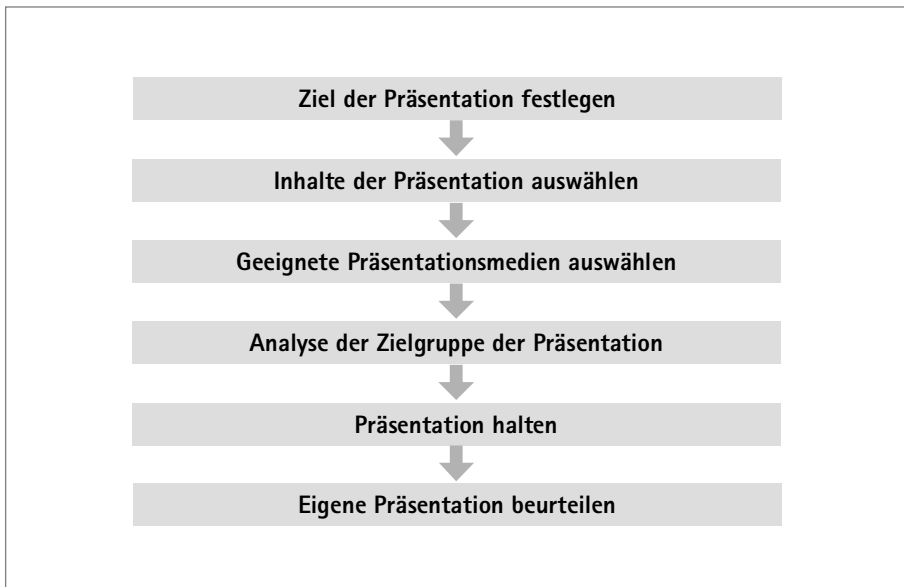 Ziel der Präsentation festlegen
Inhalte der Präsentation auswählen
Geeignete Präsentationsmedien auswählen
Analyse der Zielgruppe der Präsentation
Präsentation halten
Eigene Präsentation beurteilen